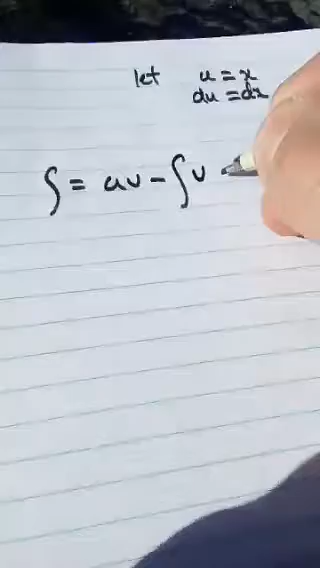 let u = x
du = dx
∫ = uv - ∫ v